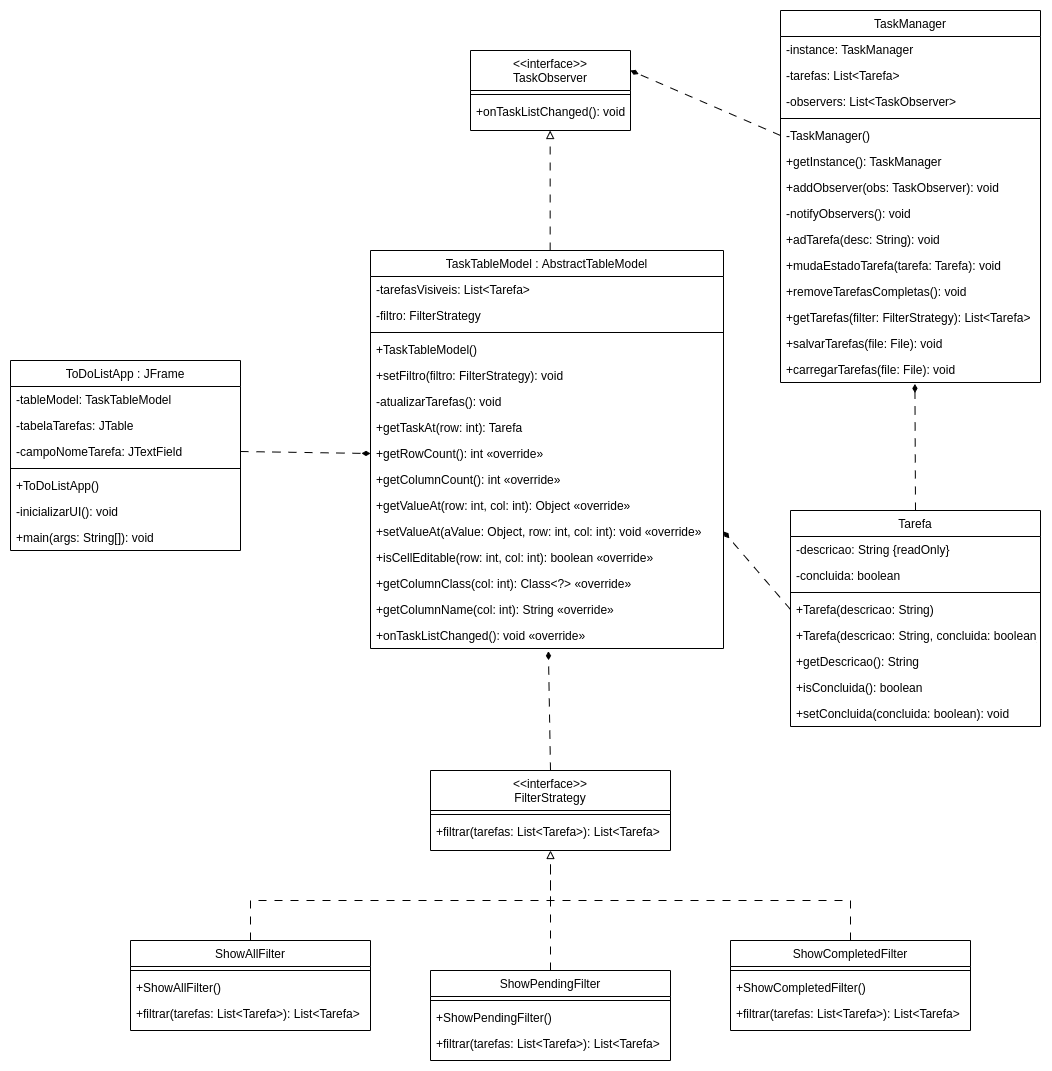 TaskManager
-instance: TaskManager
-tarefas: List<Tarefa>
-observers: List<TaskObserver>
-TaskManager()
+getInstance(): TaskManager
+addObserver(obs: TaskObserver): void
-notifyObservers(): void
+adTarefa(desc: String): void
+mudaEstadoTarefa(tarefa: Tarefa): void
+removeTarefasCompletas(): void
+getTarefas(filter: FilterStrategy): List<Tarefa>
+salvarTarefas(file: File): void
+carregarTarefas(file: File): void
<<interface>>
TaskObserver
+onTaskListChanged(): void
TaskTableModel : AbstractTableModel
-tarefasVisiveis: List<Tarefa>
-filtro: FilterStrategy
+TaskTableModel()
+setFiltro(filtro: FilterStrategy): void
-atualizarTarefas(): void
+getTaskAt(row: int): Tarefa
+getRowCount(): int «override»
+getColumnCount(): int «override»
+getValueAt(row: int, col: int): Object «override»
+setValueAt(aValue: Object, row: int, col: int): void «override»
+isCellEditable(row: int, col: int): boolean «override»
+getColumnClass(col: int): Class<?> «override»
+getColumnName(col: int): String «override»
+onTaskListChanged(): void «override»
ToDoListApp : JFrame
-tableModel: TaskTableModel
-tabelaTarefas: JTable
-campoNomeTarefa: JTextField
+ToDoListApp()
-inicializarUI(): void
+main(args: String[]): void
Tarefa
-descricao: String {readOnly}
-concluida: boolean
+Tarefa(descricao: String)
+Tarefa(descricao: String, concluida: boolean
+getDescricao(): String
+isConcluida(): boolean
+setConcluida(concluida: boolean): void
<<interface>>
FilterStrategy
+filtrar(tarefas: List<Tarefa>): List<Tarefa>
ShowAllFilter
+ShowAllFilter()
+filtrar(tarefas: List<Tarefa>): List<Tarefa>
ShowPendingFilter
+ShowPendingFilter()
+filtrar(tarefas: List<Tarefa>): List<Tarefa>
ShowCompletedFilter
+ShowCompletedFilter()
+filtrar(tarefas: List<Tarefa>): List<Tarefa>